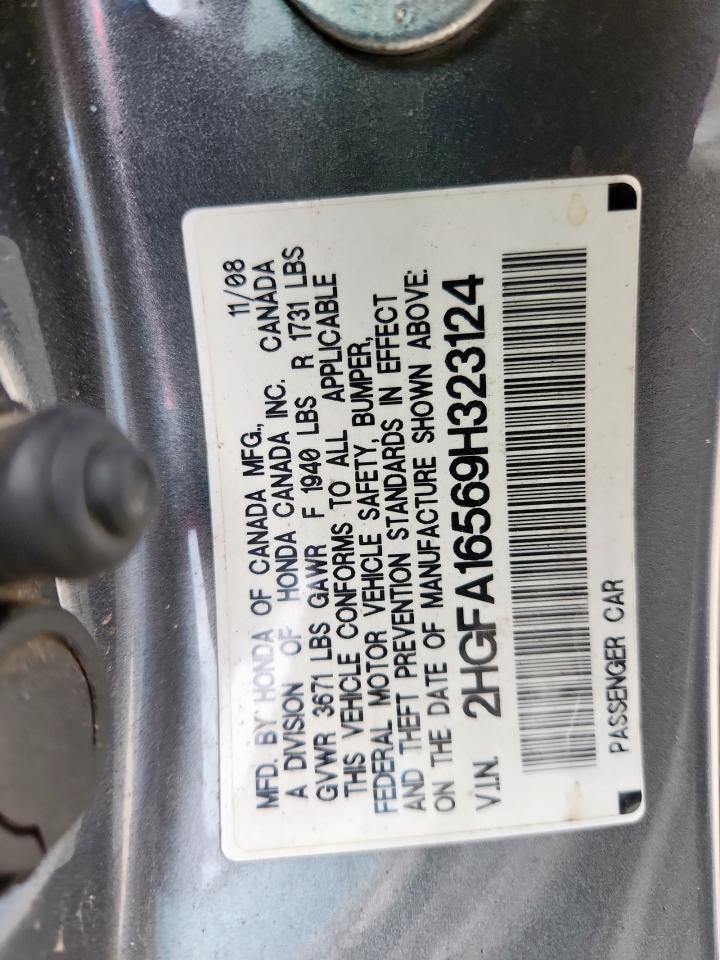 MFD. BY HONDA OF CANADA MFG., 11/08
A DIVISION OF HONDA CANADA INC. CANADA
GVWR 3671 LBS GAWR F 1940 LBS R 1731 LBS
THIS VEHICLE CONFORMS TO ALL APPLICABLE
FEDERAL MOTOR VEHICLE SAFETY, BUMPER,
AND THEFT PREVENTION STANDARDS IN EFFECT
ON THE DATE OF MANUFACTURE SHOWN ABOVE:
V.I.N. 2HGFA16569H323124
PASSENGER CAR